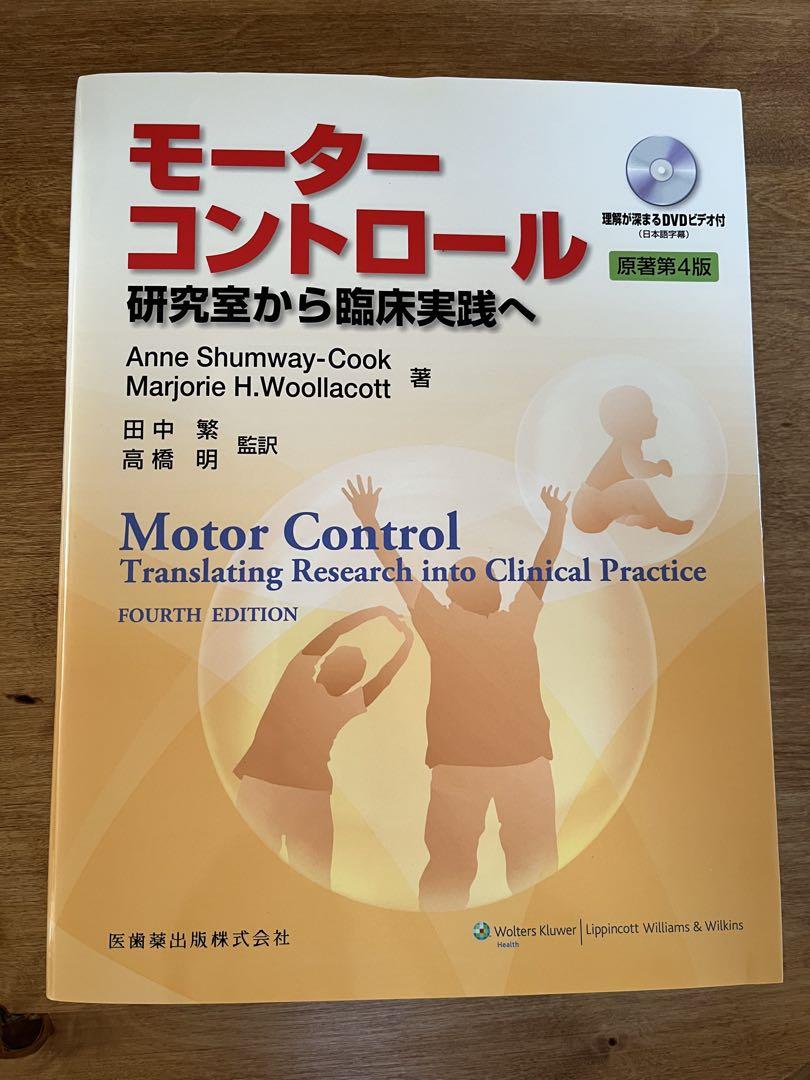 モーター
コントロール
研究室から臨床実践へ
理解が深まるDVDビデオ付
(日本語字幕)
原著第4版
Anne Shumway-Cook
Marjorie H.Woollacott
著
田中 繁
高橋 明
監訳
Motor Control
Translating Research into Clinical Practice
FOURTH EDITION
医歯薬出版株式会社
Wolters Kluwer | Lippincott Williams & Wilkins
Health